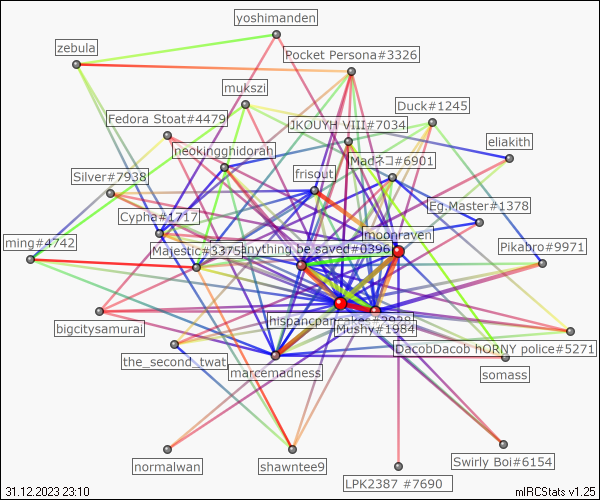 yoshimanden
zebula
Pocket Persona#3326
mukszi
Duck#1245
Fedora Stoat#4479
JKOUYH VIII#7034
eliakith
neokingghidorah
Madネコ#6901
Silver#7938
frisout
Eg.Master#1378
Cypha#1717
moonraven
ming#4742
Majestic#3375
anything be saved#0396
Pikabro#9971
bigcitysamurai
hispancpancakes#3938
Mushy#1984
the_second_twat
DacobDacob hORNY police#5271
marcemadness
somass
normalwan
shawntee9
Swirly Boi#6154
LPK2387 #7690
31.12.2023 23:10
mIRCStats v1.25